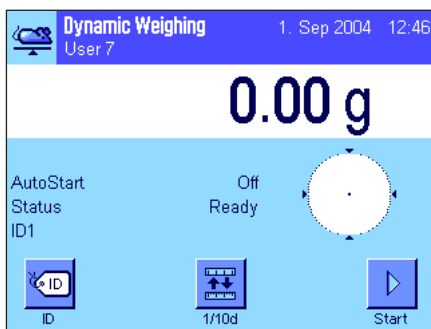 Dynamic Weighing 1. Sep 2004 12:46
User 7
0.00 g
AutoStart Off
Status Ready
ID1
ID
ID 1/10d Start